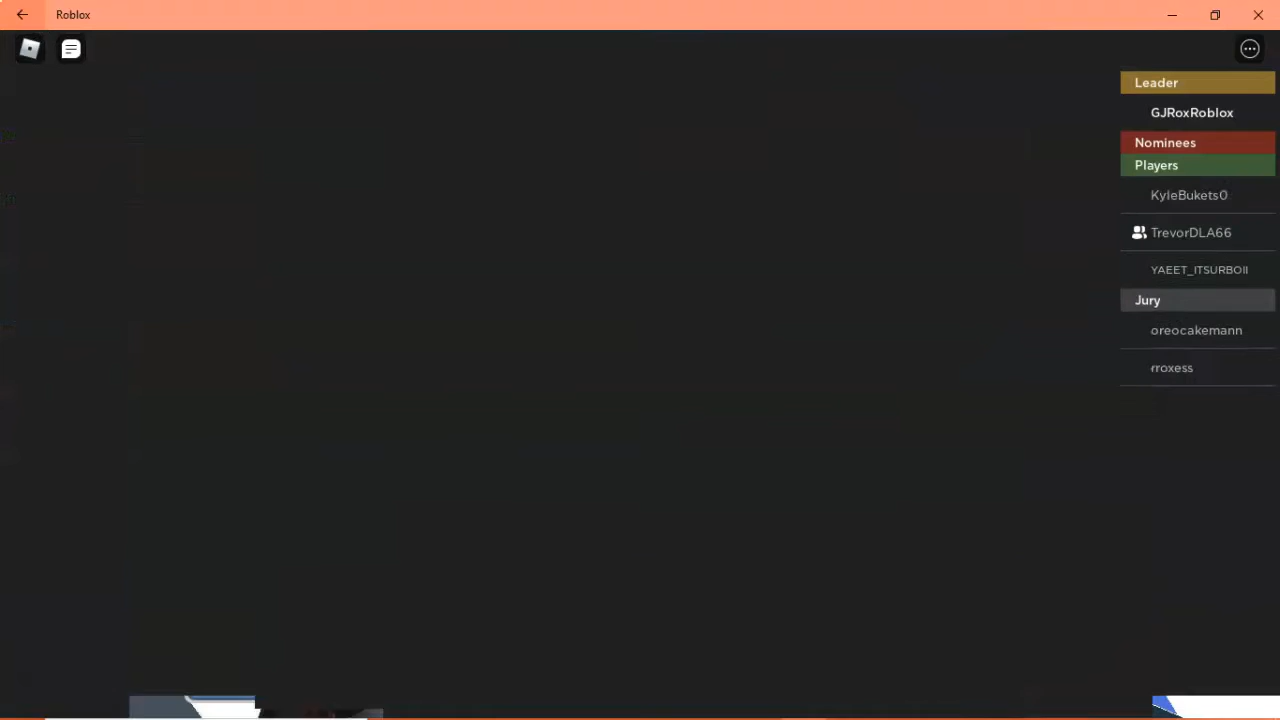 Roblox
Leader
GJRoxRoblox
Nominees
Players
KyleBukets0
TrevorDLA66
YAEET_ITSURBOII
Jury
oreocakemann
rroxess